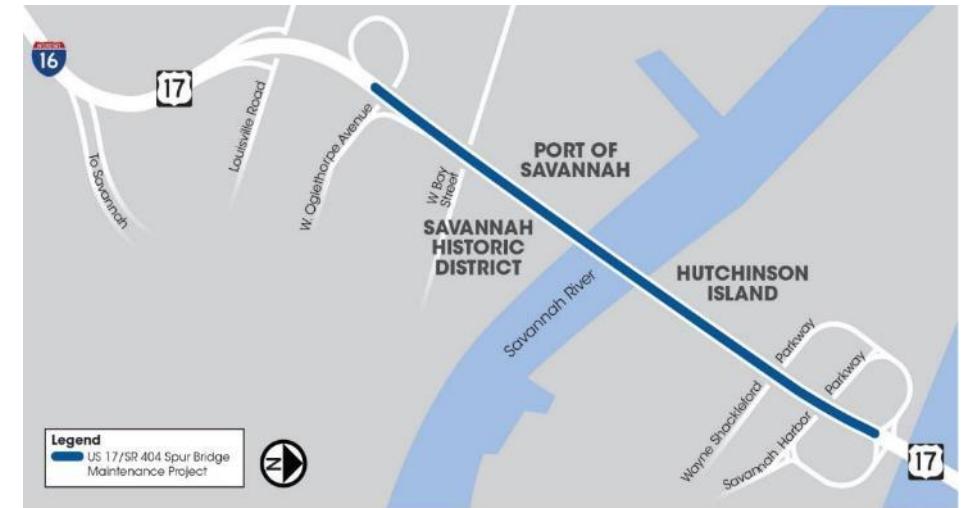 INTERSTATE
16
17
To Savannah
Louisville Road
W. Oglethorpe Avenue
W Bay
Street
PORT OF
SAVANNAH
SAVANNAH
HISTORIC
DISTRICT
Savannah River
HUTCHINSON
ISLAND
Wayne Shackleford Parkway
Savannah Harbor Parkway
17
Legend
US 17/SR 404 Spur Bridge
Maintenance Project
N